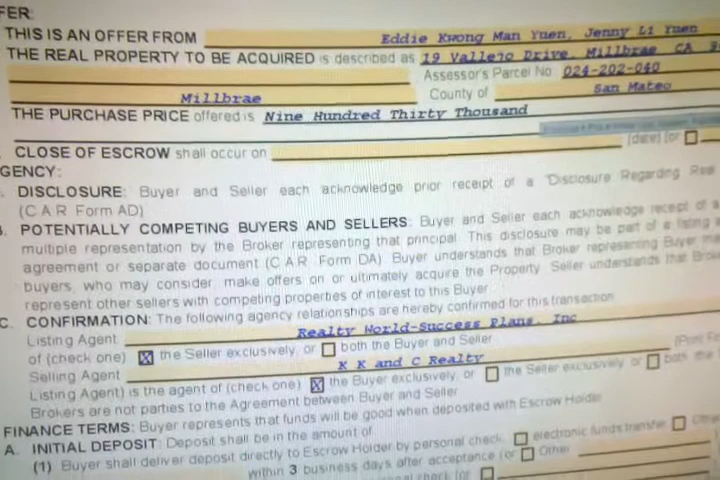 FER:
THIS IS AN OFFER FROM Eddie Kwong Man Yuen, Jenny Li Yuen
THE REAL PROPERTY TO BE ACQUIRED is described as 19 Vallejo Drive, Millbrae, CA
Assessor's Parcel No. 024-202-040
Millbrae County of San Mateo
THE PURCHASE PRICE offered is Nine Hundred Thirty Thousand
(date) (or
CLOSE OF ESCROW shall occur on
GENCY:
DISCLOSURE: Buyer and Seller each acknowledge prior receipt of a "Disclosure Regarding Real
(C.A.R. Form AD)
POTENTIALLY COMPETING BUYERS AND SELLERS: Buyer and Seller each acknowledge receipt of a
multiple representation by the Broker representing that principal. This disclosure may be part of a listing
agreement or separate document (C.A.R. Form DA). Buyer understands that Broker representing Buyer may
buyers, who may consider, make offers on or ultimately acquire the Property. Seller understands that Broke
represent other sellers with competing properties of interest to this Buyer.
C. CONFIRMATION: The following agency relationships are hereby confirmed for this transaction:
Listing Agent Realty World-Success Plans, Inc
of (check one) X the Seller exclusively, or both the Buyer and Seller.
Selling Agent K K and C Realty (Print Fi
Listing Agent) is the agent of (check one) X the Buyer exclusively, or the Seller exclusively, or both the
Brokers are not parties to the Agreement between Buyer and Seller.
FINANCE TERMS: Buyer represents that funds will be good when deposited with Escrow Holder.
A. INITIAL DEPOSIT: Deposit shall be in the amount of
(1) Buyer shall deliver deposit directly to Escrow Holder by personal check, electronic funds transfer, Other
within 3 business days after acceptance (or Other